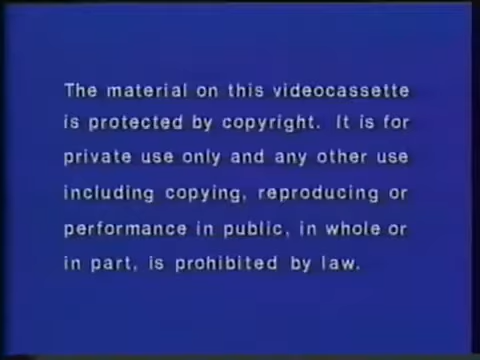 The material on this videocassette
is protected by copyright. It is for
private use only and any other use
including copying, reproducing or
performance in public, in whole or
in part, is prohibited by law.